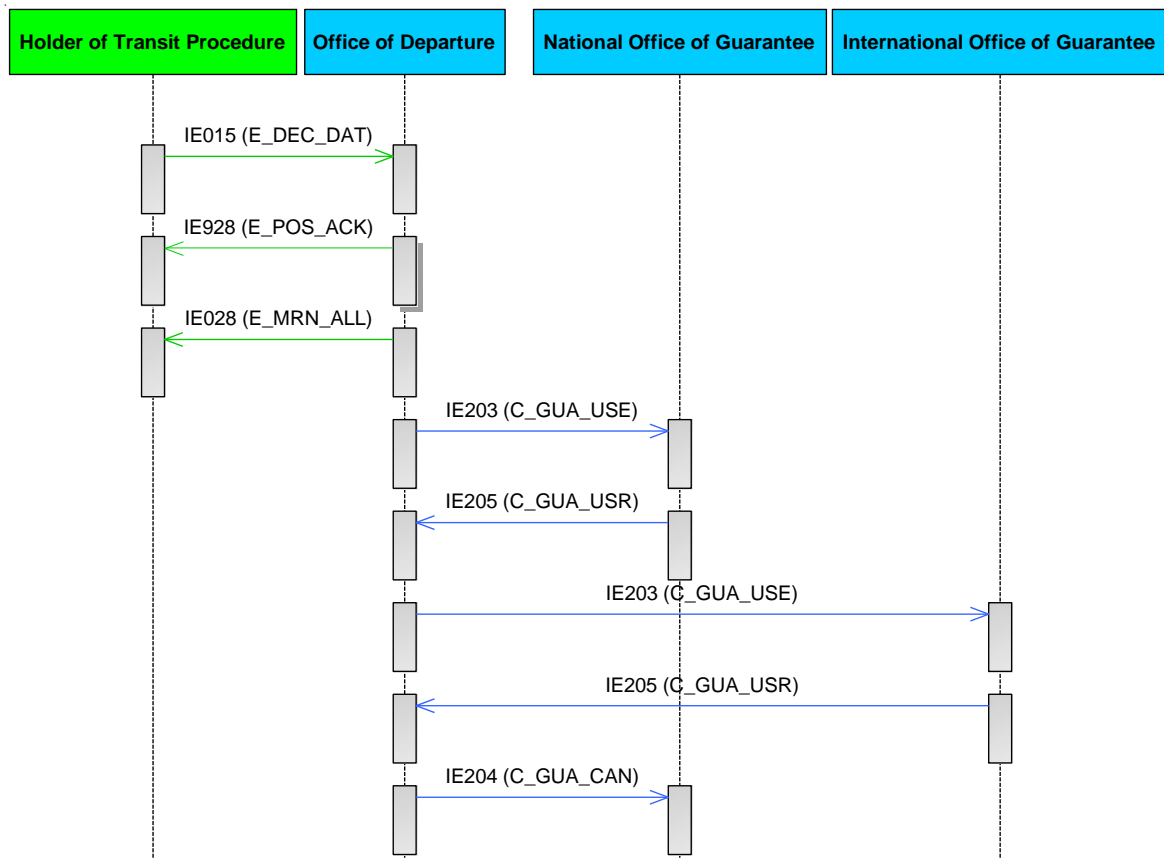 Holder of Transit Procedure
Office of Departure
National Office of Guarantee
International Office of Guarantee
IE015 (E_DEC_DAT)
IE928 (E_POS_ACK)
IE028 (E_MRN_ALL)
IE203 (C_GUA_USE)
IE205 (C_GUA_USR)
IE203 (C_GUA_USE)
IE205 (C_GUA_USR)
IE204 (C_GUA_CAN)